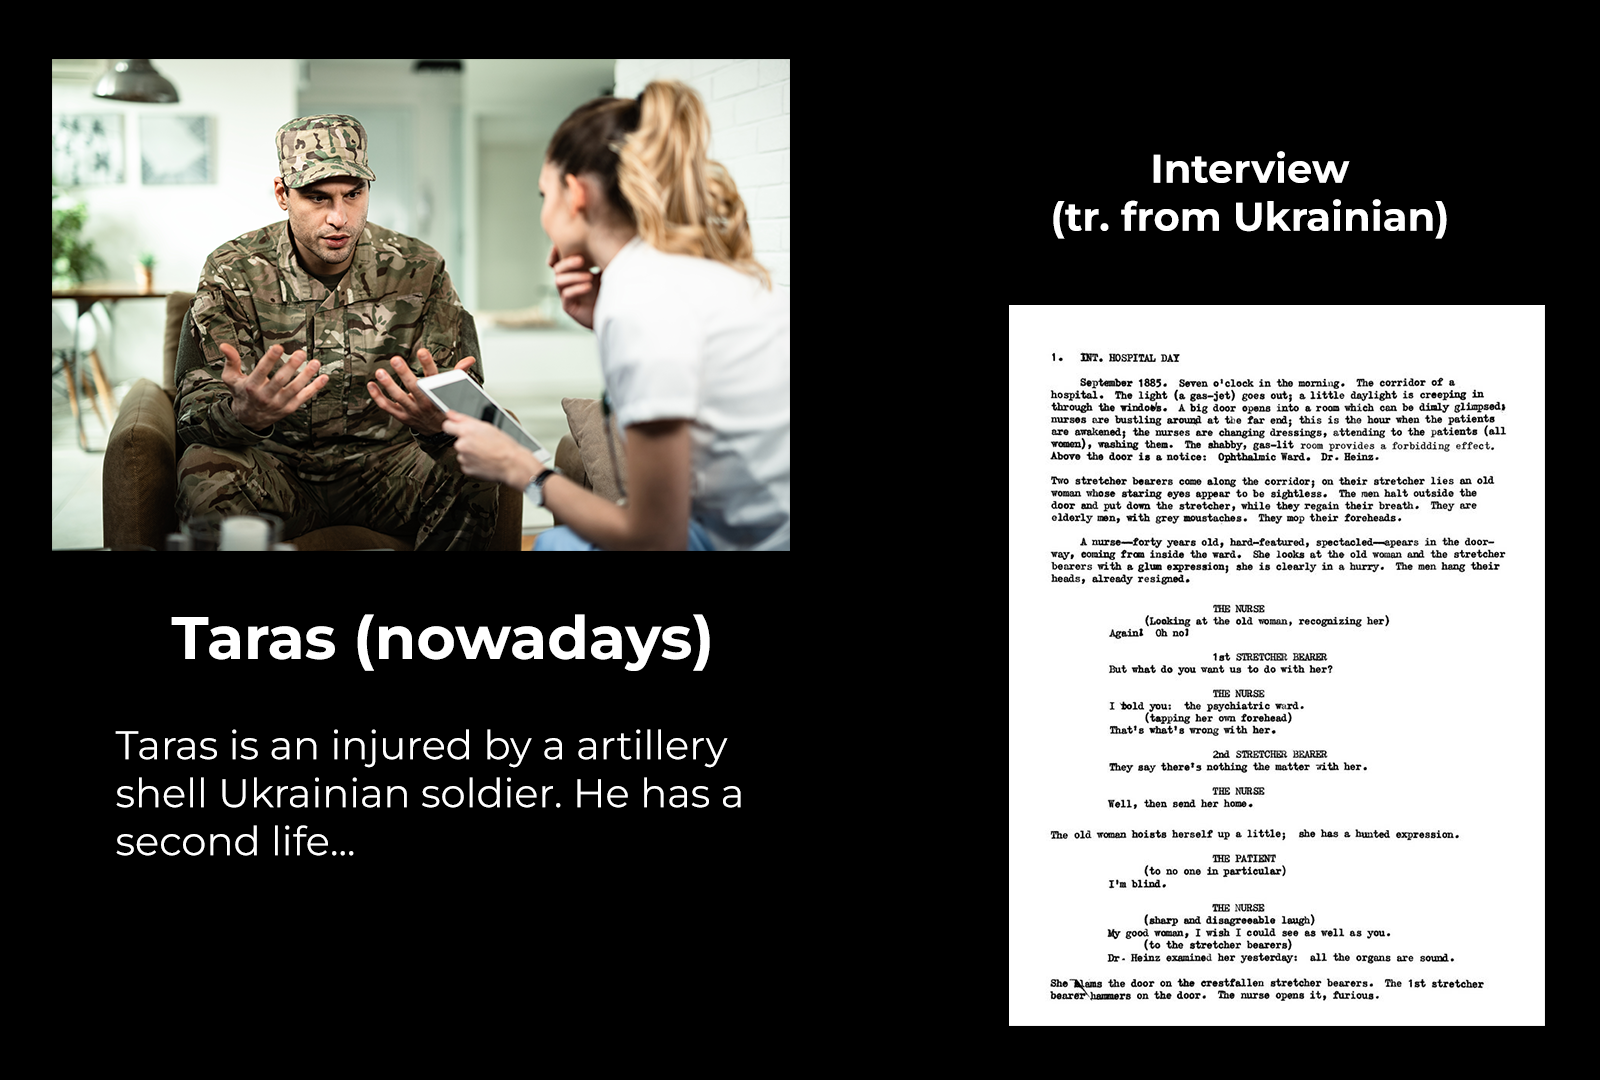 Taras (nowadays)
Taras is an injured by a artillery
shell Ukrainian soldier. He has a
second life...
Interview
(tr. from Ukrainian)
1. INT. HOSPITAL DAY
September 1885. Seven o'clock in the morning. The corridor of a
hospital. The light (a gas-jet) goes out; a little daylight is creeping in
through the windows. A big door opens into a room which can be dimly glimpsed;
nurses are bustling around at the far end; this is the hour when the patients
are awakened; the nurses are changing dressings, attending to the patients (all
women), washing them. The shabby, gas-lit room provides a forbidding effect.
Above the door is a notice: Ophthalmic Ward. Dr. Heinz.
Two stretcher bearers come along the corridor; on their stretcher lies an old
woman whose staring eyes appear to be sightless. The men halt outside the
door and put down the stretcher, while they regain their breath. They are
elderly men, with grey moustaches. They mop their foreheads.
A nurse—forty years old, hard-featured, spectacled—apears in the door-
way, coming from inside the ward. She looks at the old woman and the stretcher
bearers with a glum expression; she is clearly in a hurry. The men hang their
heads, already resigned.
THE NURSE
(Looking at the old woman, recognizing her)
Again! Oh no!
1st STRETCHER BEARER
But what do you want us to do with her?
THE NURSE
I told you: the psychiatric ward.
(tapping her own forehead)
That's what's wrong with her.
2nd STRETCHER BEARER
They say there's nothing the matter with her.
THE NURSE
Well, then send her home.
The old woman hoists herself up a little; she has a hunted expression.
THE PATIENT
(to no one in particular)
I'm blind.
THE NURSE
(sharp and disagreeable laugh)
My good woman, I wish I could see as well as you.
(to the stretcher bearers)
Dr. Heinz examined her yesterday: all the organs are sound.
She slams the door on the crestfallen stretcher bearers. The 1st stretcher
bearer hammers on the door. The nurse opens it, furious.